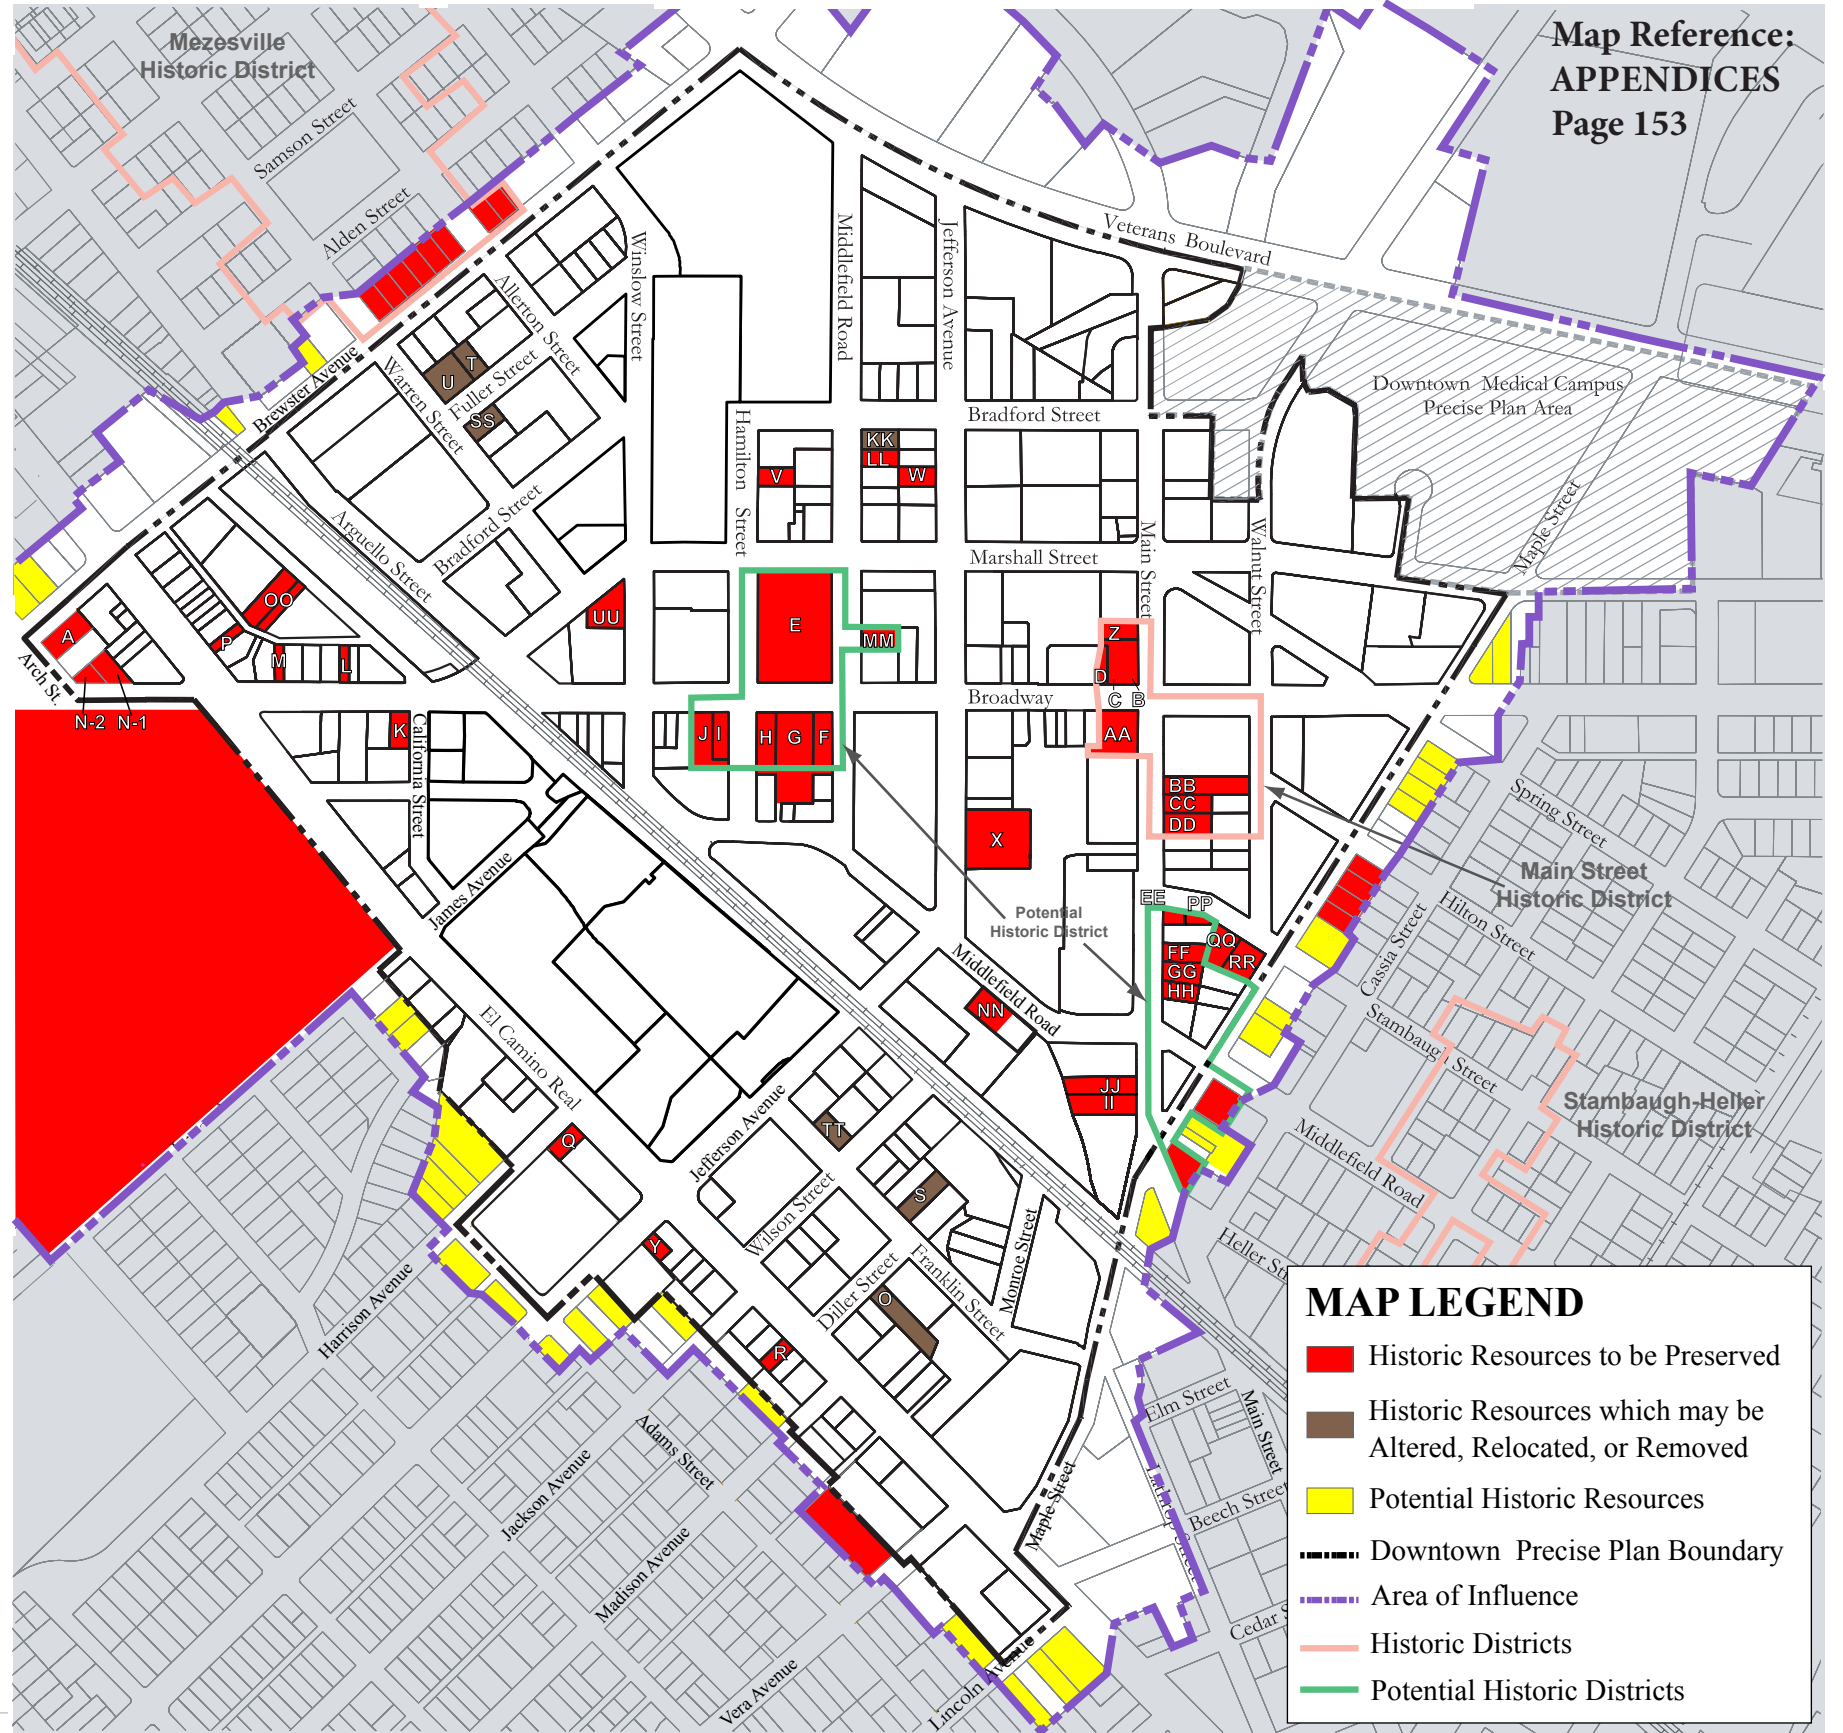 Map Reference:
APPENDICES
Page 153
Mezesville
Historic District
Samson Street
Alden Street
Veterans Boulevard
Winslow Street
Middlefield Road
Jefferson Avenue
Allerton Street
Brewster Avenue
Warren Street
Fuller Street
T
U
SS
Downtown Medical Campus
Precise Plan Area
Bradford Street
Hamilton Street
KK
LL
V
W
Bradford Street
Arguello Street
Main Street
Walnut Street
Maple Street
Marshall Street
OO
UU
A
P
M
L
E
MM
Z
D
C
B
Arch St.
N-2
N-1
Broadway
K
California Street
J
I
H
G
F
AA
BB
CC
DD
X
Spring Street
James Avenue
Main Street
Historic District
Hilton Street
Cassia Street
Potential
Historic District
EE
PP
QQ
RR
FF
GG
HH
Middlefield Road
NN
El Camino Real
Stambaugh Street
JJ
II
Stambaugh-Heller
Historic District
Jefferson Avenue
TT
Q
Middlefield Road
Wilson Street
S
Y
Monroe Street
Heller St
Harrison Avenue
Diller Street
Franklin Street
O
R
Elm Street
Main Street
Adams Street
Jackson Avenue
Maple Street
Lathrop Street
Beech Street
Madison Avenue
Cedar S
Vera Avenue
Lincoln Avenue
MAP LEGEND
Historic Resources to be Preserved
Historic Resources which may be
Altered, Relocated, or Removed
Potential Historic Resources
Downtown Precise Plan Boundary
Area of Influence
Historic Districts
Potential Historic Districts